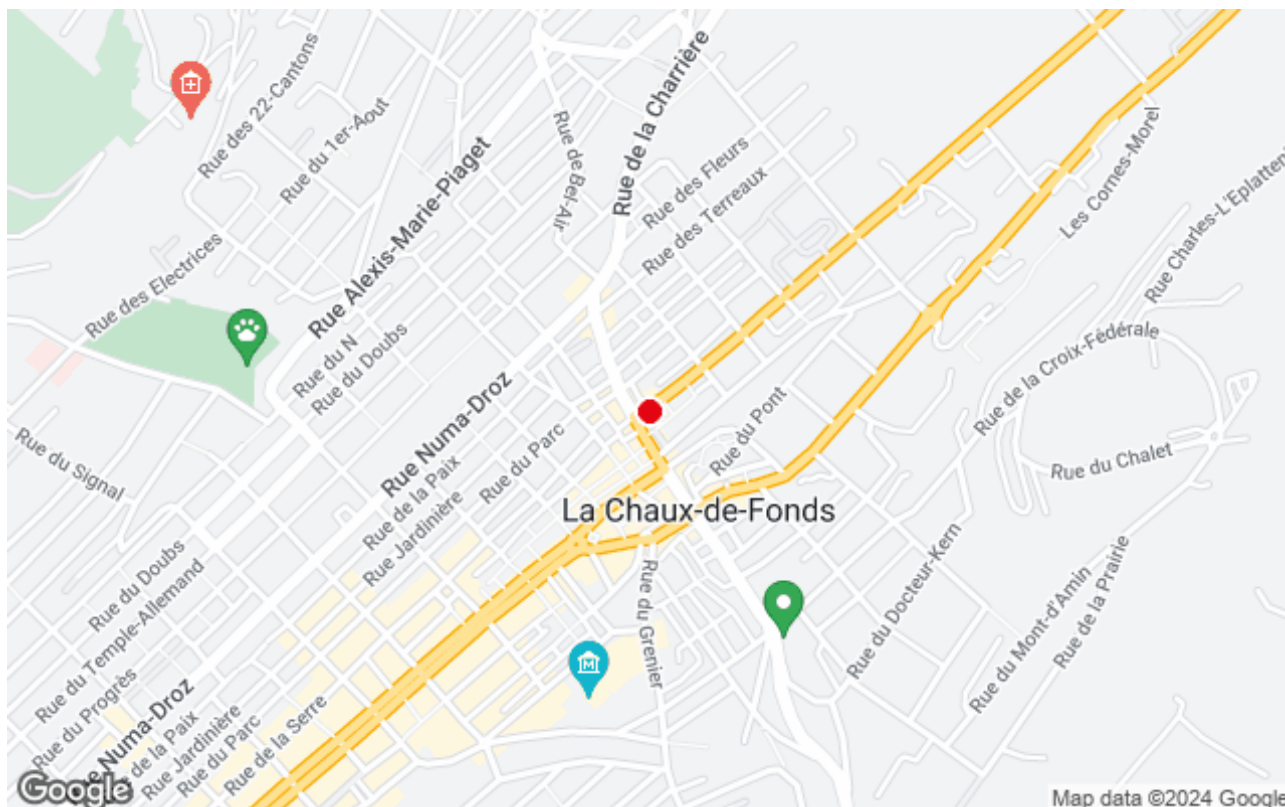 Rue des 22-Cantons
Rue du 1er-Aout
Rue de la Charrière
Rue de Bel-Air
Rue des Fleurs
Rue des Terreaux
Les Cornes-Morel
Rue Charles-L'Eplatteu
Rue Alexis-Marie-Piaget
Rue des Electrices
Rue du N
Rue du Doubs
Rue de la Croix-Fédérale
Rue Numa-Droz
Rue du Parc
Rue du Pont
Rue du Signal
Rue de la Paix
Rue Jardinière
Rue du Chalet
La Chaux-de-Fonds
Rue du Doubs
Rue du Temple-Allemand
Rue du Grenier
Rue du Docteur-Kern
Rue du Mont-d'Amin
Rue de la Prairie
Rue du Progrès
Rue Numa-Droz
de la Paix
Rue Jardinière
Rue du Parc
Rue de la Serre
M
Google
Map data ©2024 Google